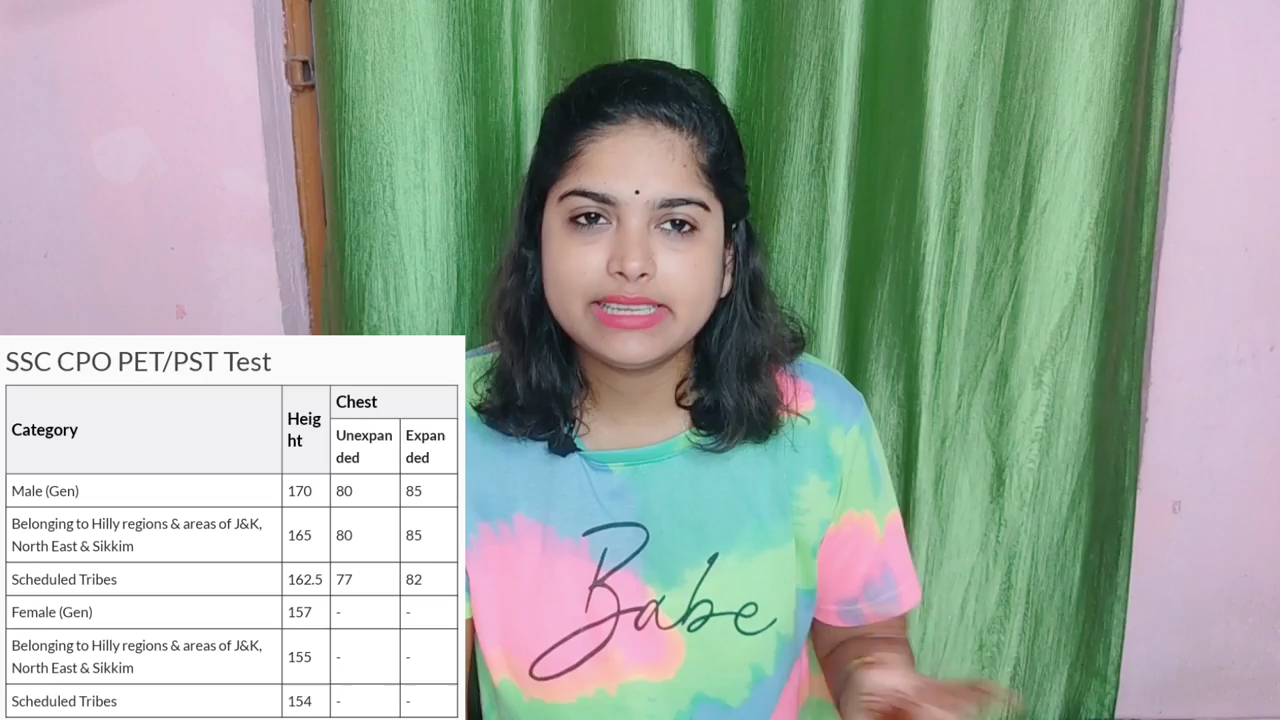 SSC CPO PET/PST Test
Category
Heig
ht
Chest
Unexpan
ded
Expan
ded
Male (Gen) 170 80 85
Belonging to Hilly regions & areas of J&K,
North East & Sikkim 165 80 85
Scheduled Tribes 162.5 77 82
Female (Gen) 157 - -
Belonging to Hilly regions & areas of J&K,
North East & Sikkim 155 - -
Scheduled Tribes 154 - -
Babe